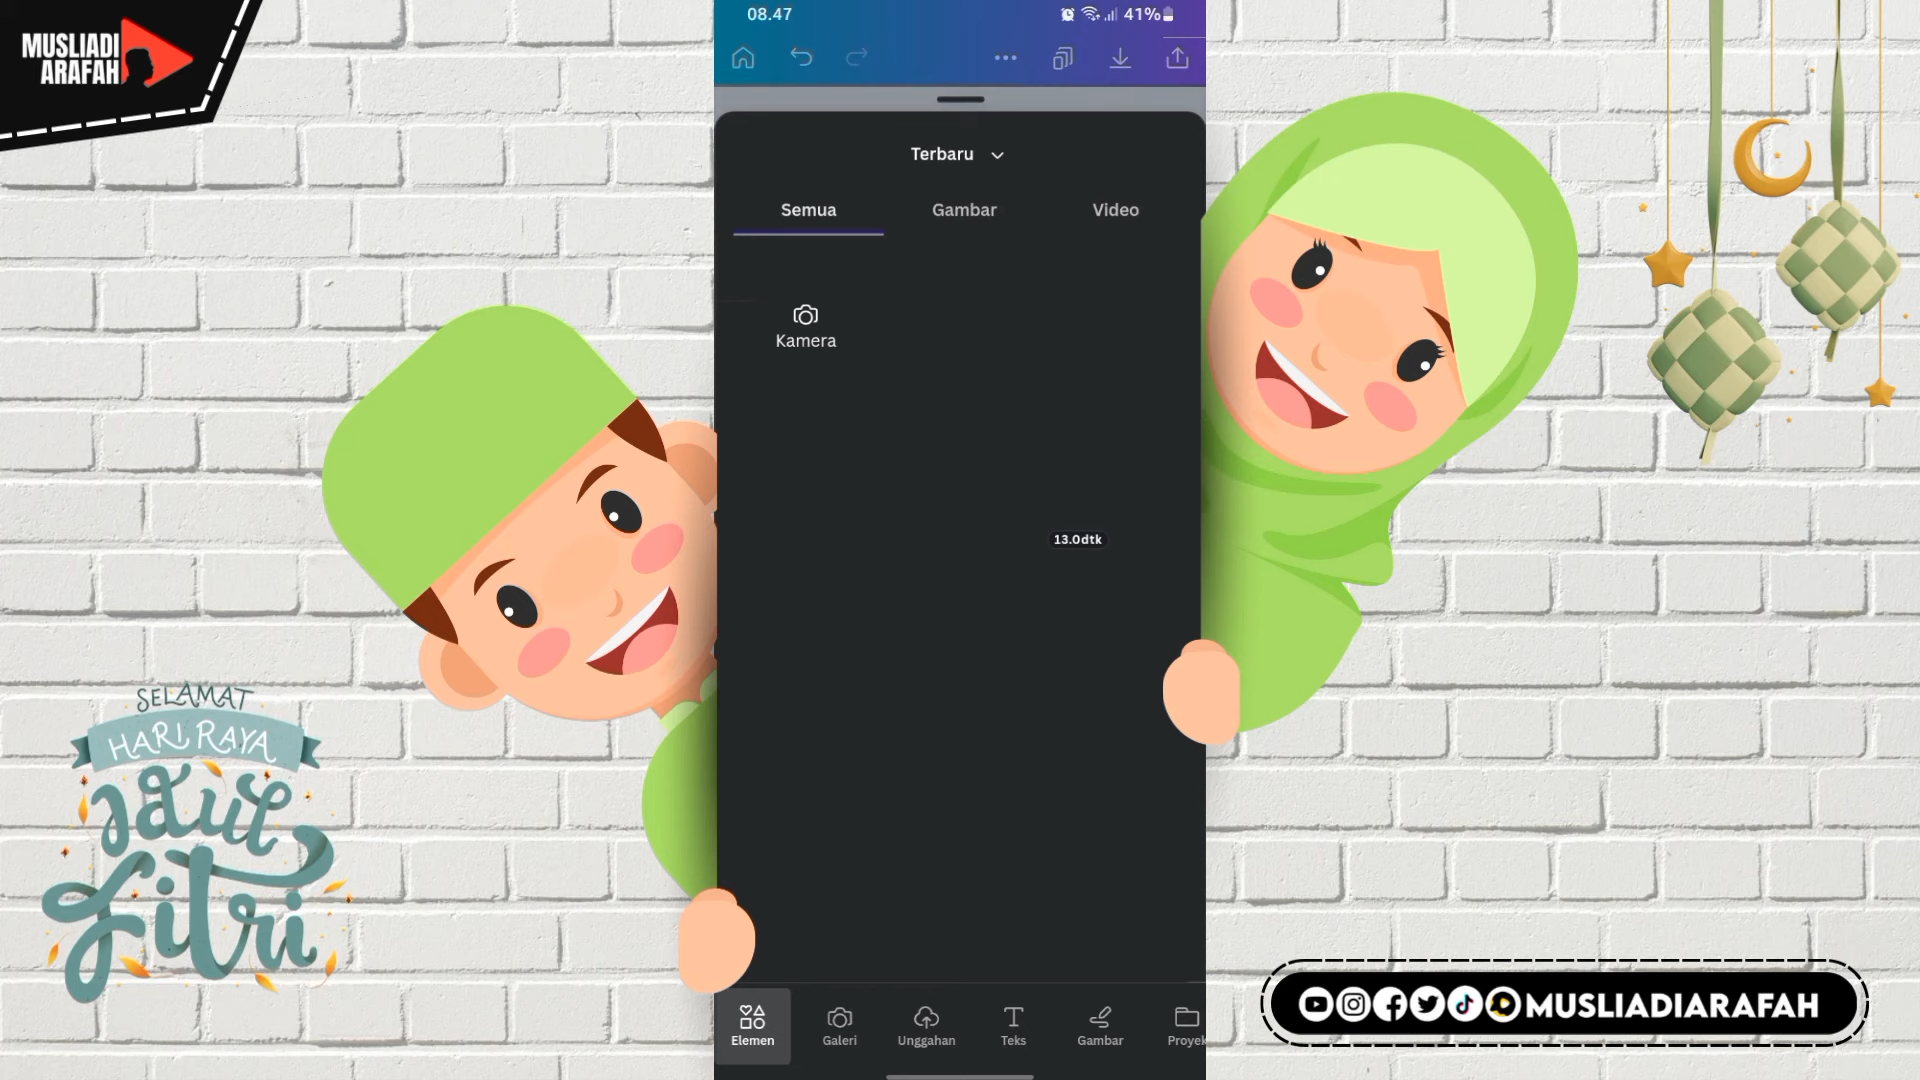 MUSLIADI
ARAFAH
08.47
41%
Terbaru
Semua
Gambar
Video
Kamera
13.0dtk
SELAMAT
HARI RAYA
Idul
Fitri
Elemen
Galeri
Unggahan
Teks
Gambar
Proyek
MUSLIADIARAFAH